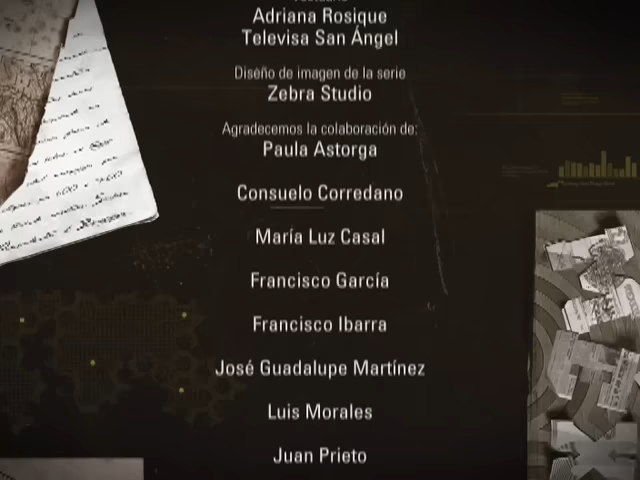 Adriana Rosique
Televisa San Ángel
Diseño de imagen de la serie
Zebra Studio
Agradecemos la colaboración de:
Paula Astorga
Consuelo Corredano
María Luz Casal
Francisco García
Francisco Ibarra
José Guadalupe Martínez
Luis Morales
Juan Prieto